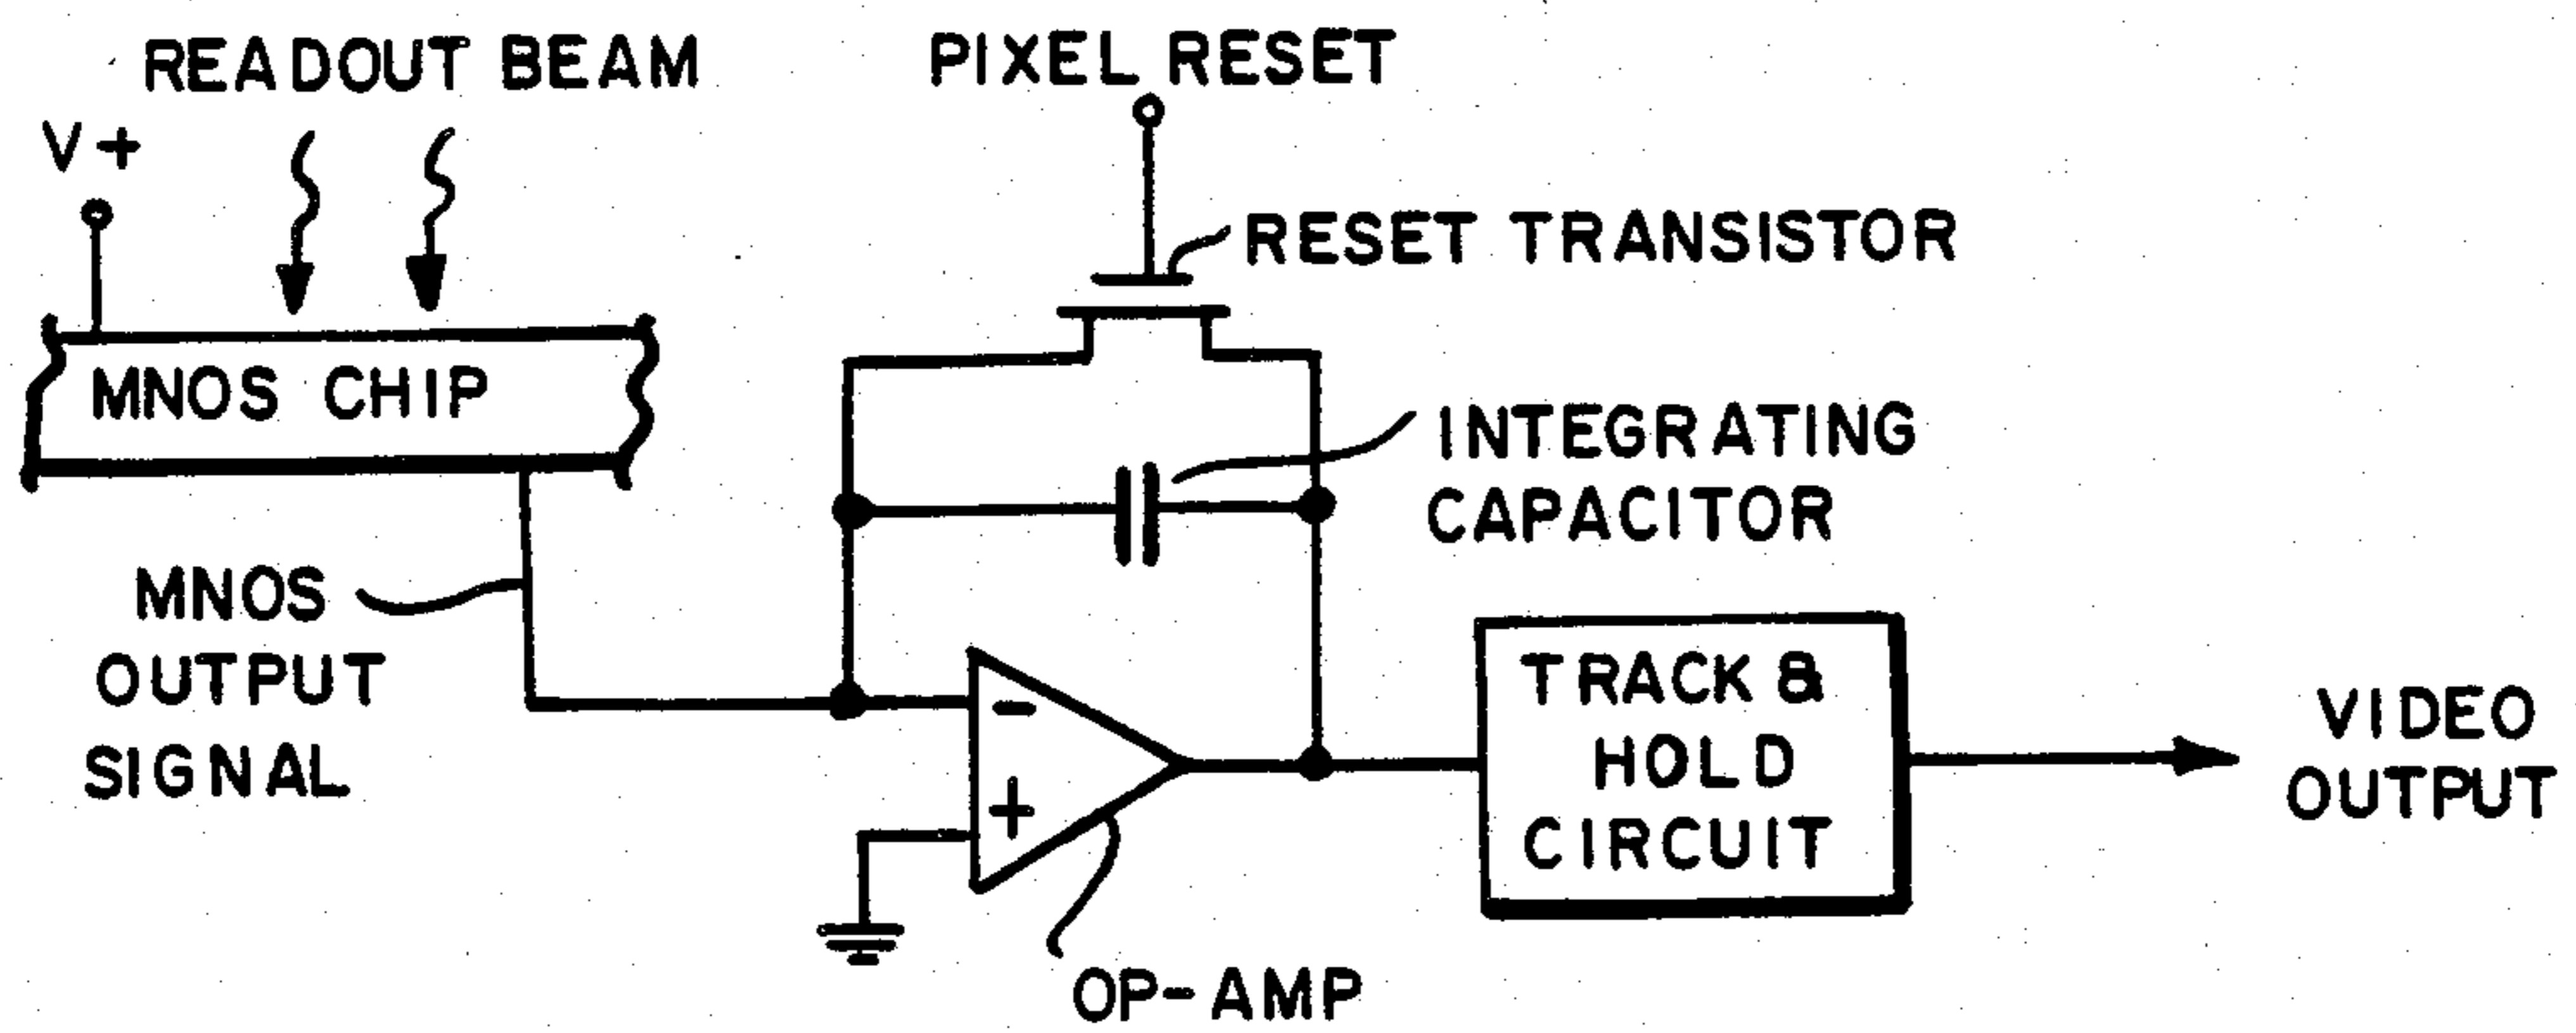 READOUT BEAM
PIXEL RESET
V+
RESET TRANSISTOR
MNOS CHIP
INTEGRATING
CAPACITOR
MNOS
OUTPUT
SIGNAL
-
+
TRACK &
HOLD
CIRCUIT
VIDEO
OUTPUT
OP-AMP